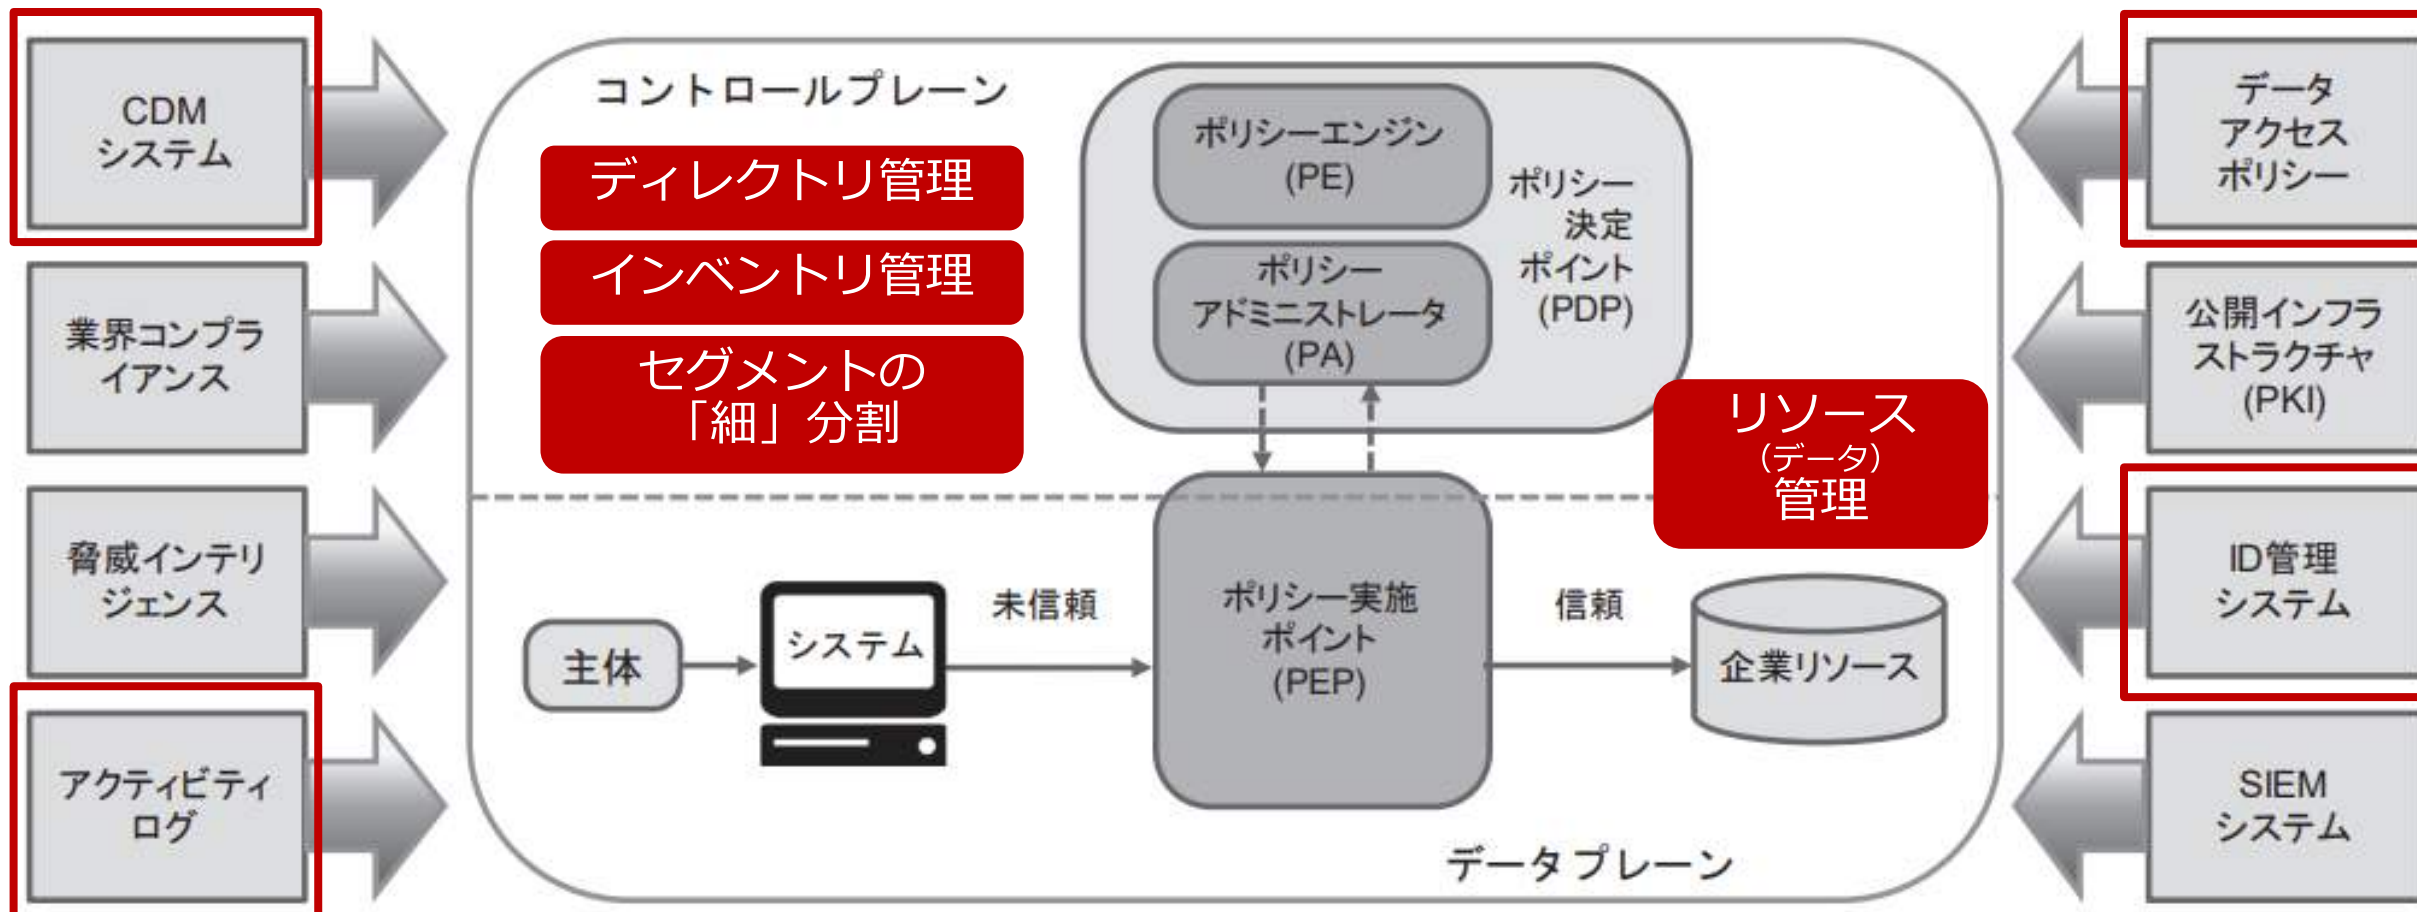 CDM
システム
業界コンプラ
イアンス
脅威インテリ
ジェンス
アクティビティ
ログ
コントロールプレーン
ディレクトリ管理
インベントリ管理
セグメントの
「細」分割
ポリシーエンジン
(PE)
ポリシー
アドミニストレータ
(PA)
ポリシー
決定
ポイント
(PDP)
リソース
（データ）
管理
主体
システム
未信頼
ポリシー実施
ポイント
(PEP)
信頼
企業リソース
データプレーン
データ
アクセス
ポリシー
公開インフラ
ストラクチャ
(PKI)
ID管理
システム
SIEM
システム